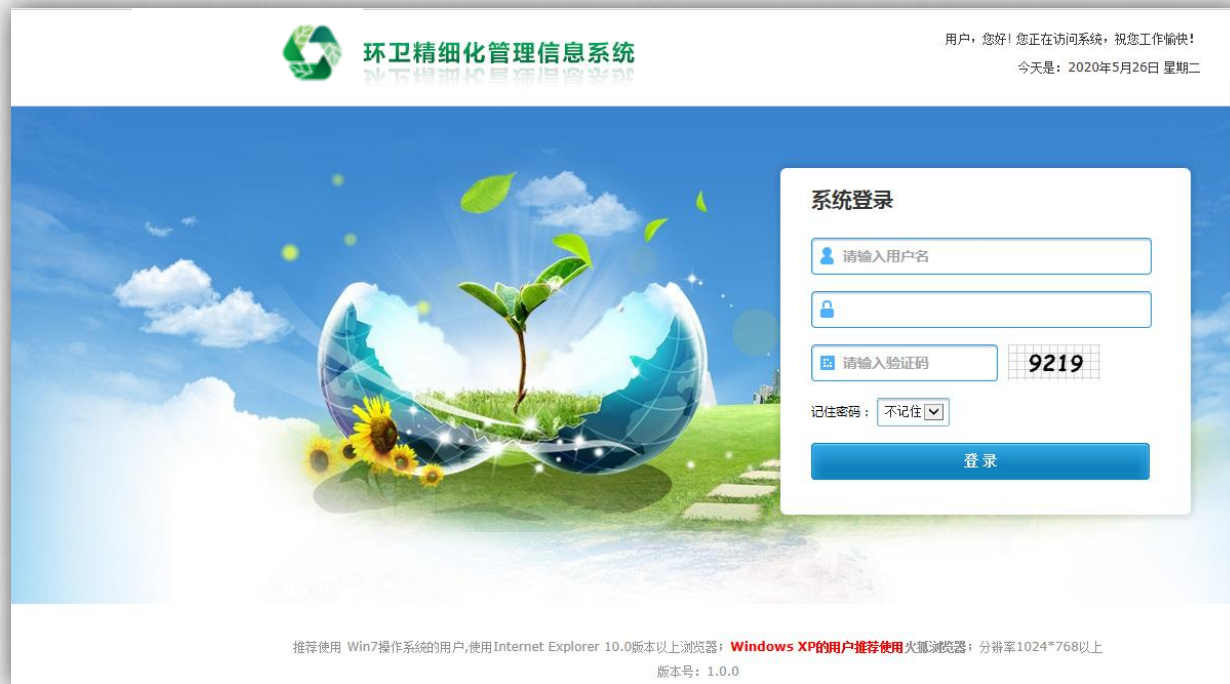 环卫精细化管理信息系统
用户，您好！您正在访问系统，祝您工作愉快！
今天是：2020年5月26日 星期二
系统登录
请输入用户名
请输入验证码 9219
记住密码： 不记住
登录
推荐使用 Win7操作系统的用户,使用Internet Explorer 10.0版本以上浏览器；Windows XP的用户推荐使用火狐浏览器；分辨率1024*768以上
版本号：1.0.0